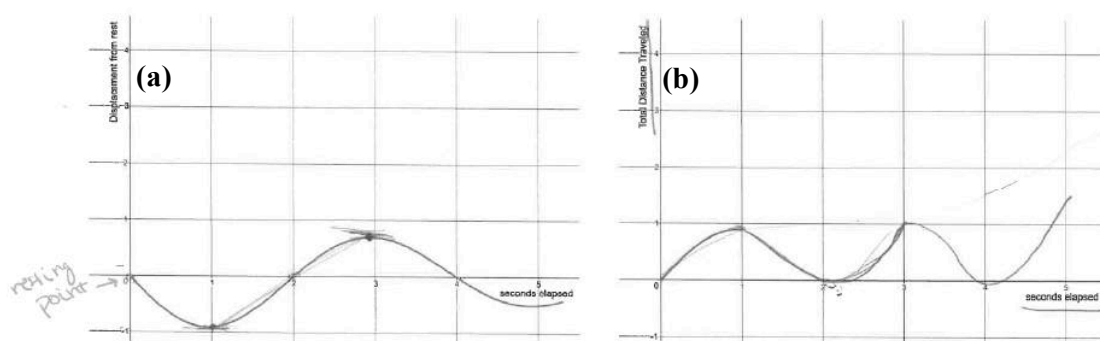 (a)
Displacement from rest
4
3
2
1
0
-1
1
2
3
4
5
seconds elapsed
resting
point →
(b)
Total Distance Traveled
4
3
2
1
0
-1
1
2
3
4
5
seconds elapsed